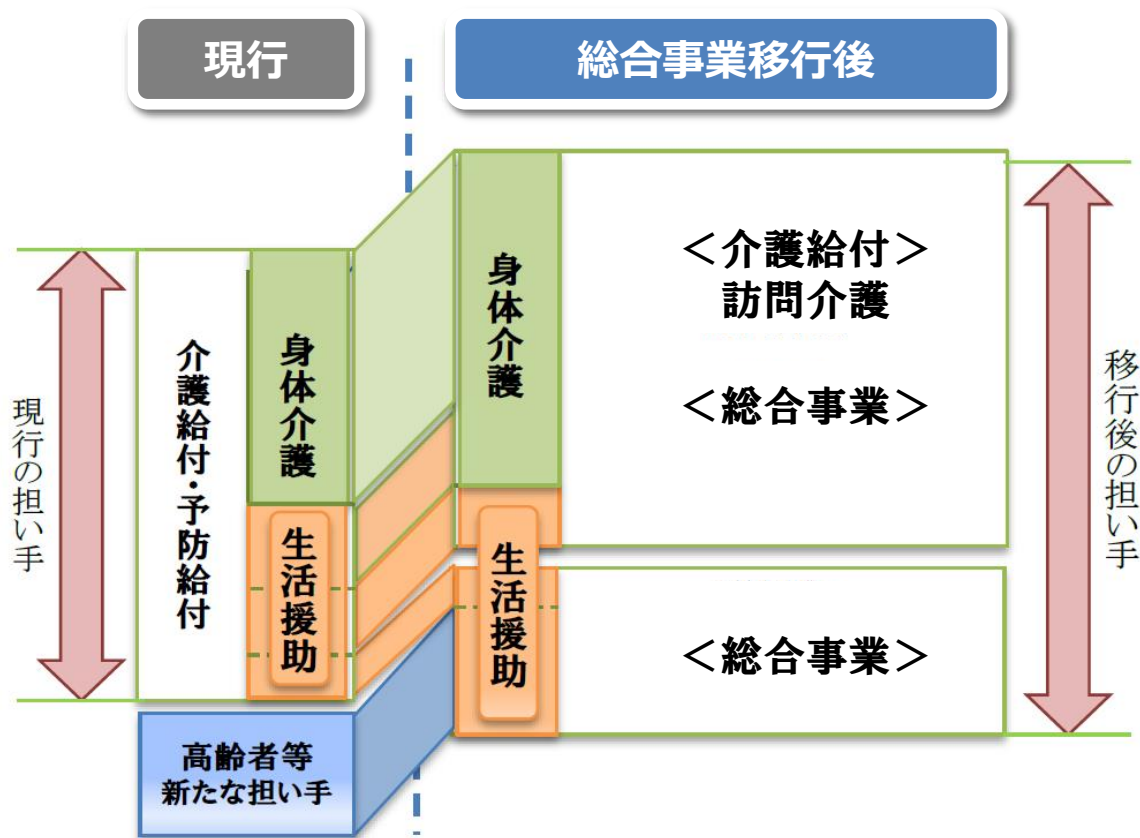 現行
総合事業移行後
現行の担い手
介護給付・予防給付
身体介護
生活援助
高齢者等
新たな担い手
身体介護
生活援助
＜介護給付＞
訪問介護
＜総合事業＞
＜総合事業＞
移行後の担い手